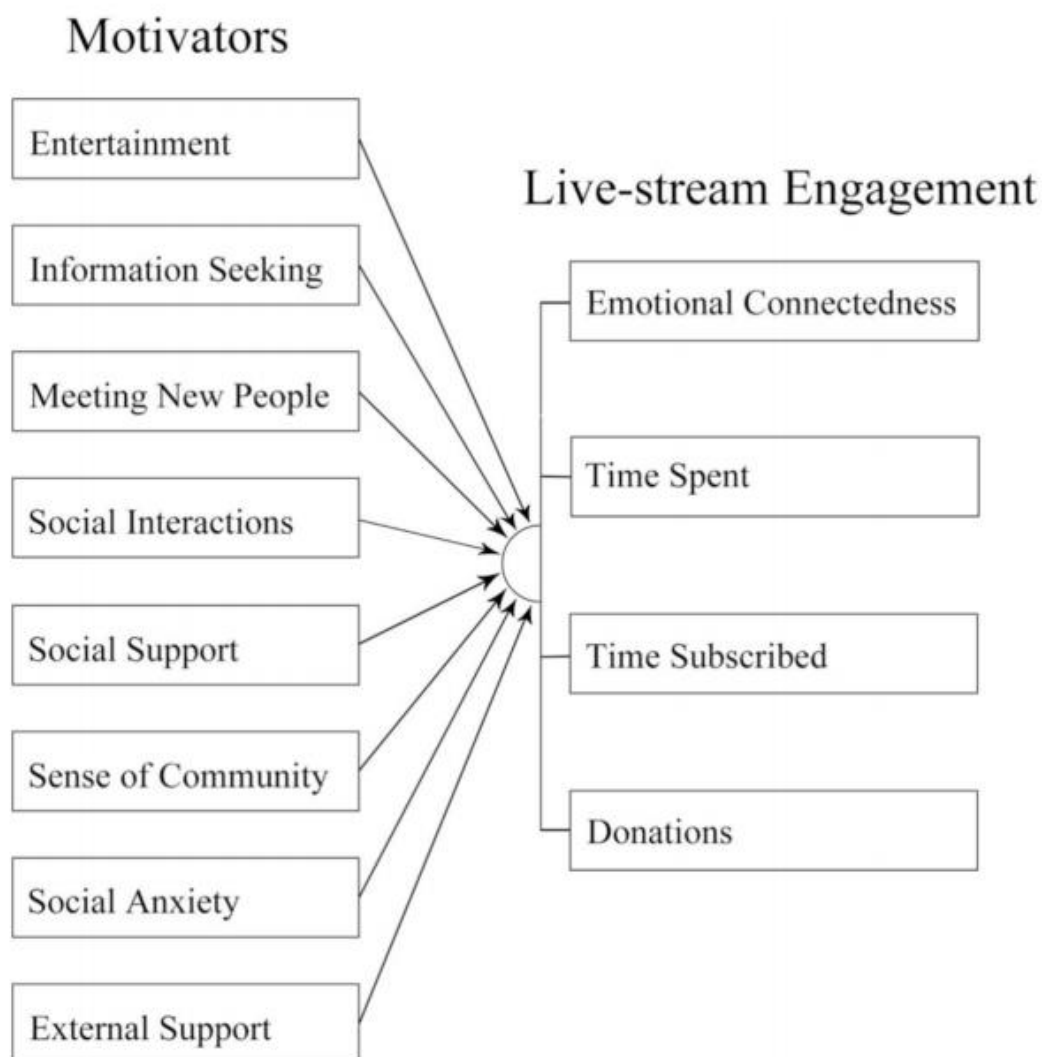 Motivators
Entertainment
Information Seeking
Meeting New People
Social Interactions
Social Support
Sense of Community
Social Anxiety
External Support
Live-stream Engagement
Emotional Connectedness
Time Spent
Time Subscribed
Donations